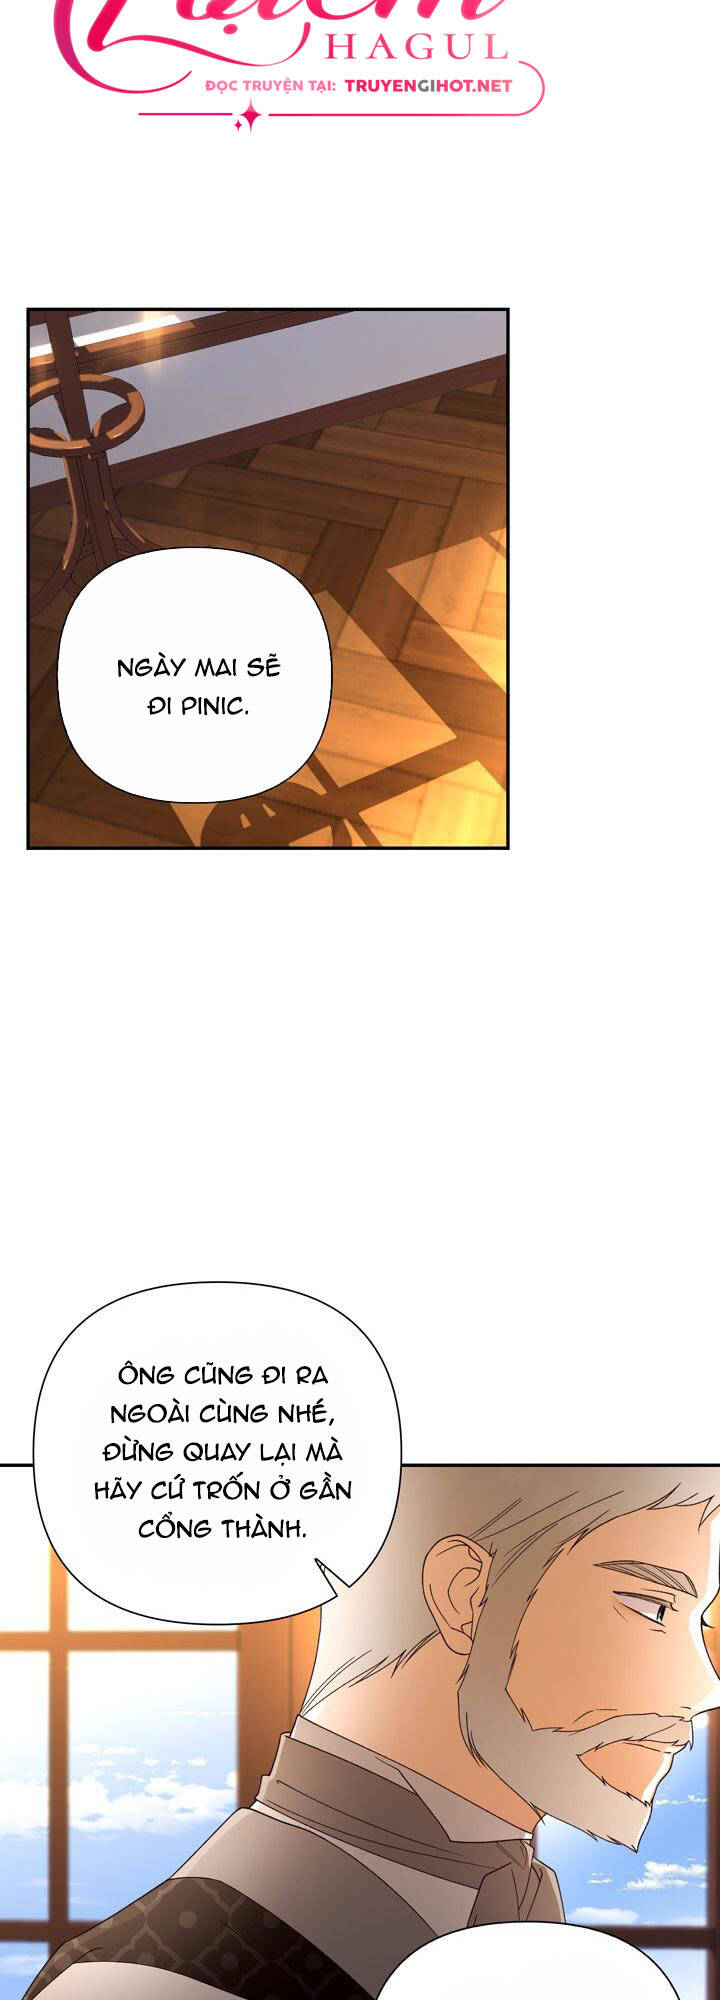 HAGUL
ĐỌC TRUYỆN TẠI: TRUYENGIHOT.NET
NGÀY MAI SẼ
ĐI PINIC.
ÔNG CŨNG ĐI RA
NGOÀI CÙNG NHÉ,
ĐỪNG QUAY LẠI MÀ
HÃY CỨ TRỐN Ở GẦN
CỔNG THÀNH.